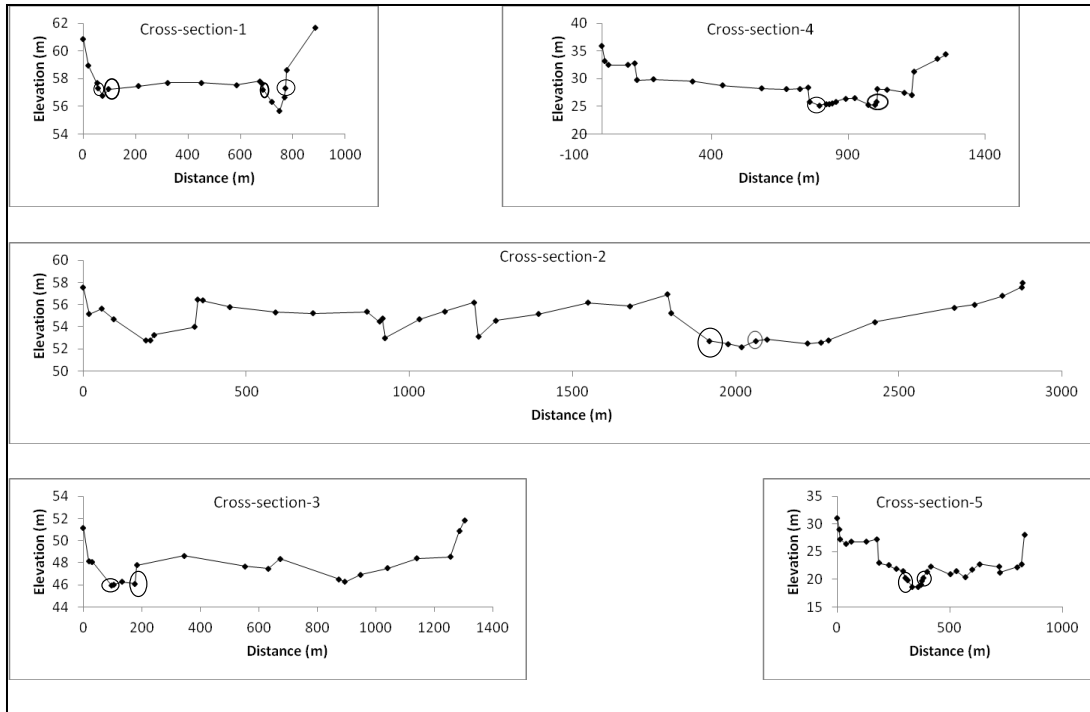 Cross-section-1
Elevation (m)
62
60
58
56
54
0 200 400 600 800 1000
Distance (m)
Cross-section-4
Elevation (m)
40
35
30
25
20
-100 400 900 1400
Distance (m)
Cross-section-2
Elevation (m)
60
58
56
54
52
50
0 500 1000 1500 2000 2500 3000
Distance (m)
Cross-section-3
Elevation (m)
54
52
50
48
46
44
0 200 400 600 800 1000 1200 1400
Distance (m)
Cross-section-5
Elevation (m)
35
30
25
20
15
0 500 1000
Distance (m)